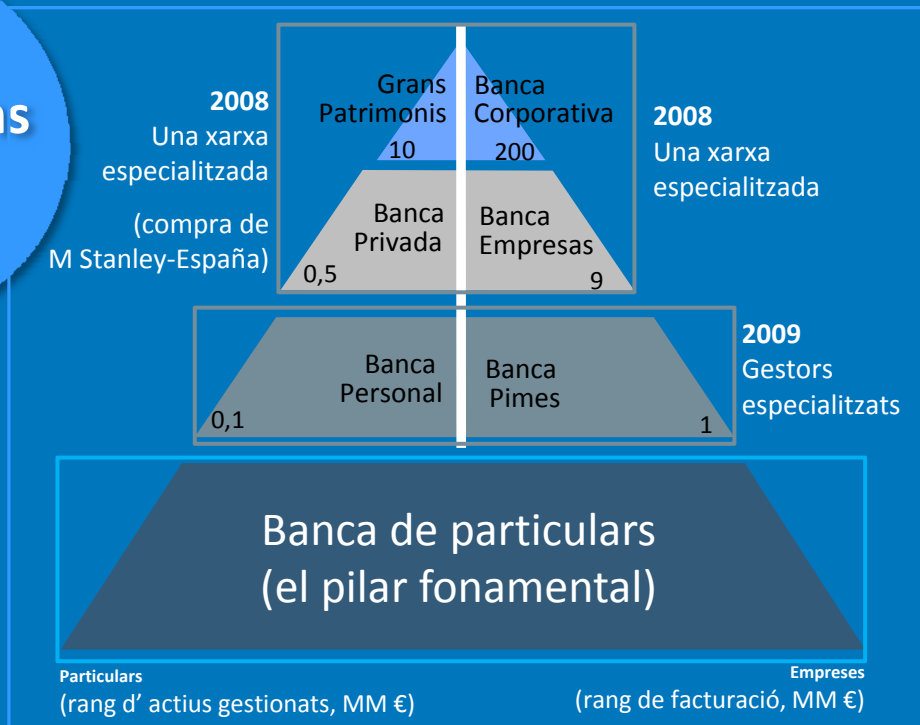 2008
Una xarxa
especialitzada
(compra de
M Stanley-España)
Grans
Patrimonis
10
Banca
Corporativa
200
2008
Una xarxa
especialitzada
Banca
Privada
0,5
Banca
Empresas
9
Banca
Personal
0,1
Banca
Pimes
1
2009
Gestors
especialitzats
Banca de particulars
(el pilar fonamental)
Particulars
(rang d’ actius gestionats, MM €)
Empreses
(rang de facturació, MM €)